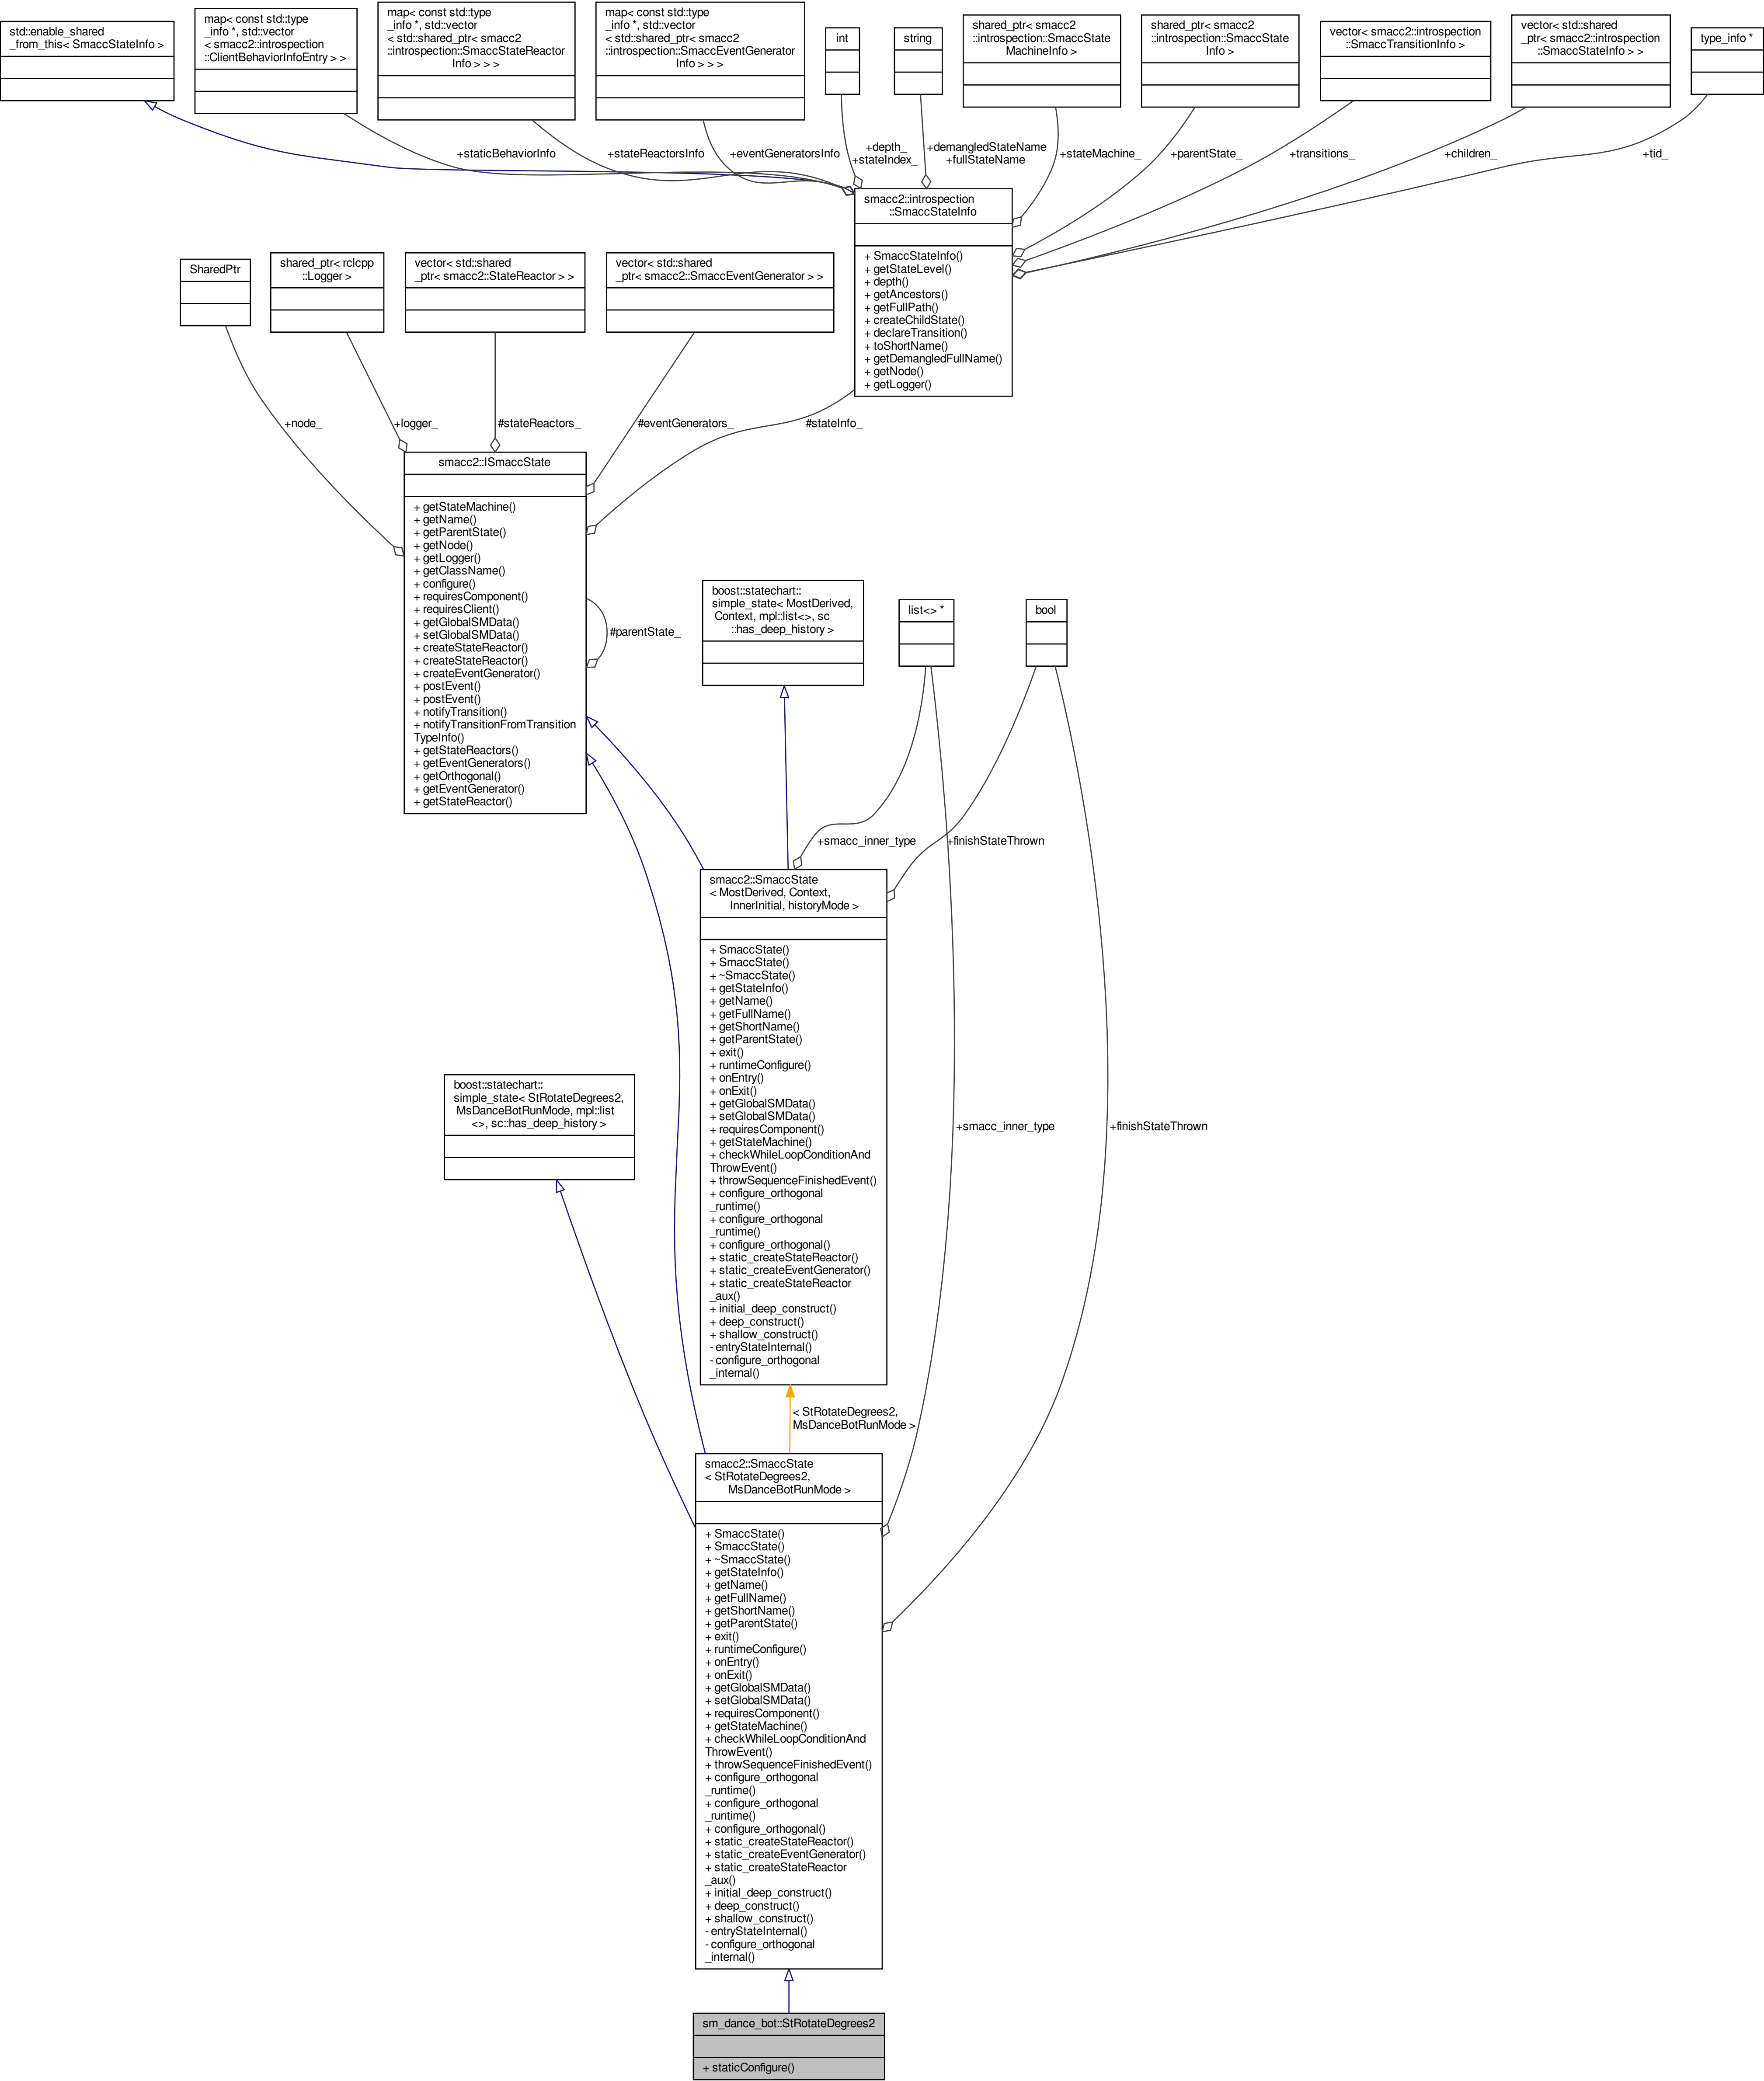 std::enable_shared
_from_this< SmaccStateInfo >
map< const std::type
_info *, std::vector
< smacc2::introspection
::ClientBehaviorInfoEntry > >
map< const std::type
_info *, std::vector
< std::shared_ptr< smacc2
::introspection::SmaccStateReactor
Info > > >
map< const std::type
_info *, std::vector
< std::shared_ptr< smacc2
::introspection::SmaccEventGenerator
Info > > >
int
string
shared_ptr< smacc2
::introspection::SmaccState
MachineInfo >
shared_ptr< smacc2
::introspection::SmaccState
Info >
vector< smacc2::introspection
::SmaccTransitionInfo >
vector< std::shared
_ptr< smacc2::introspection
::SmaccStateInfo > >
type_info *
+staticBehaviorInfo
+stateReactorsInfo
+eventGeneratorsInfo
+depth_
+stateIndex_
+demangledStateName
+fullStateName
+stateMachine_
+parentState_
+transitions_
+children_
+tid_
smacc2::introspection
::SmaccStateInfo
+ SmaccStateInfo()
+ getStateLevel()
+ depth()
+ getAncestors()
+ getFullPath()
+ createChildState()
+ declareTransition()
+ toShortName()
+ getDemangledFullName()
+ getNode()
+ getLogger()
SharedPtr
shared_ptr< rclcpp
::Logger >
vector< std::shared
_ptr< smacc2::StateReactor > >
vector< std::shared
_ptr< smacc2::SmaccEventGenerator > >
+node_
+logger_
#stateReactors_
#eventGenerators_
#stateInfo_
smacc2::ISmaccState
+ getStateMachine()
+ getName()
+ getParentState()
+ getNode()
+ getLogger()
+ getClassName()
+ configure()
+ requiresComponent()
+ requiresClient()
+ getGlobalSMData()
+ setGlobalSMData()
+ createStateReactor()
+ createStateReactor()
+ createEventGenerator()
+ postEvent()
+ postEvent()
+ notifyTransition()
+ notifyTransitionFromTransition
TypeInfo()
+ getStateReactors()
+ getEventGenerators()
+ getOrthogonal()
+ getEventGenerator()
+ getStateReactor()
#parentState_
boost::statechart::
simple_state< MostDerived,
Context, mpl::list<>, sc
::has_deep_history >
list<> *
bool
+smacc_inner_type
+finishStateThrown
smacc2::SmaccState
< MostDerived, Context,
InnerInitial, historyMode >
+ SmaccState()
+ SmaccState()
+ ~SmaccState()
+ getStateInfo()
+ getName()
+ getFullName()
+ getShortName()
+ getParentState()
+ exit()
+ runtimeConfigure()
+ onEntry()
+ onExit()
+ getGlobalSMData()
+ setGlobalSMData()
+ requiresComponent()
+ getStateMachine()
+ checkWhileLoopConditionAnd
ThrowEvent()
+ throwSequenceFinishedEvent()
+ configure_orthogonal
_runtime()
+ configure_orthogonal
_runtime()
+ configure_orthogonal()
+ static_createStateReactor()
+ static_createEventGenerator()
+ static_createStateReactor
_aux()
+ initial_deep_construct()
+ deep_construct()
+ shallow_construct()
- entryStateInternal()
- configure_orthogonal
_internal()
boost::statechart::
simple_state< StRotateDegrees2,
MsDanceBotRunMode, mpl::list
<>, sc::has_deep_history >
+smacc_inner_type
+finishStateThrown
< StRotateDegrees2,
MsDanceBotRunMode >
smacc2::SmaccState
< StRotateDegrees2,
MsDanceBotRunMode >
+ SmaccState()
+ SmaccState()
+ ~SmaccState()
+ getStateInfo()
+ getName()
+ getFullName()
+ getShortName()
+ getParentState()
+ exit()
+ runtimeConfigure()
+ onEntry()
+ onExit()
+ getGlobalSMData()
+ setGlobalSMData()
+ requiresComponent()
+ getStateMachine()
+ checkWhileLoopConditionAnd
ThrowEvent()
+ throwSequenceFinishedEvent()
+ configure_orthogonal
_runtime()
+ configure_orthogonal
_runtime()
+ configure_orthogonal()
+ static_createStateReactor()
+ static_createEventGenerator()
+ static_createStateReactor
_aux()
+ initial_deep_construct()
+ deep_construct()
+ shallow_construct()
- entryStateInternal()
- configure_orthogonal
_internal()
sm_dance_bot::StRotateDegrees2
+ staticConfigure()